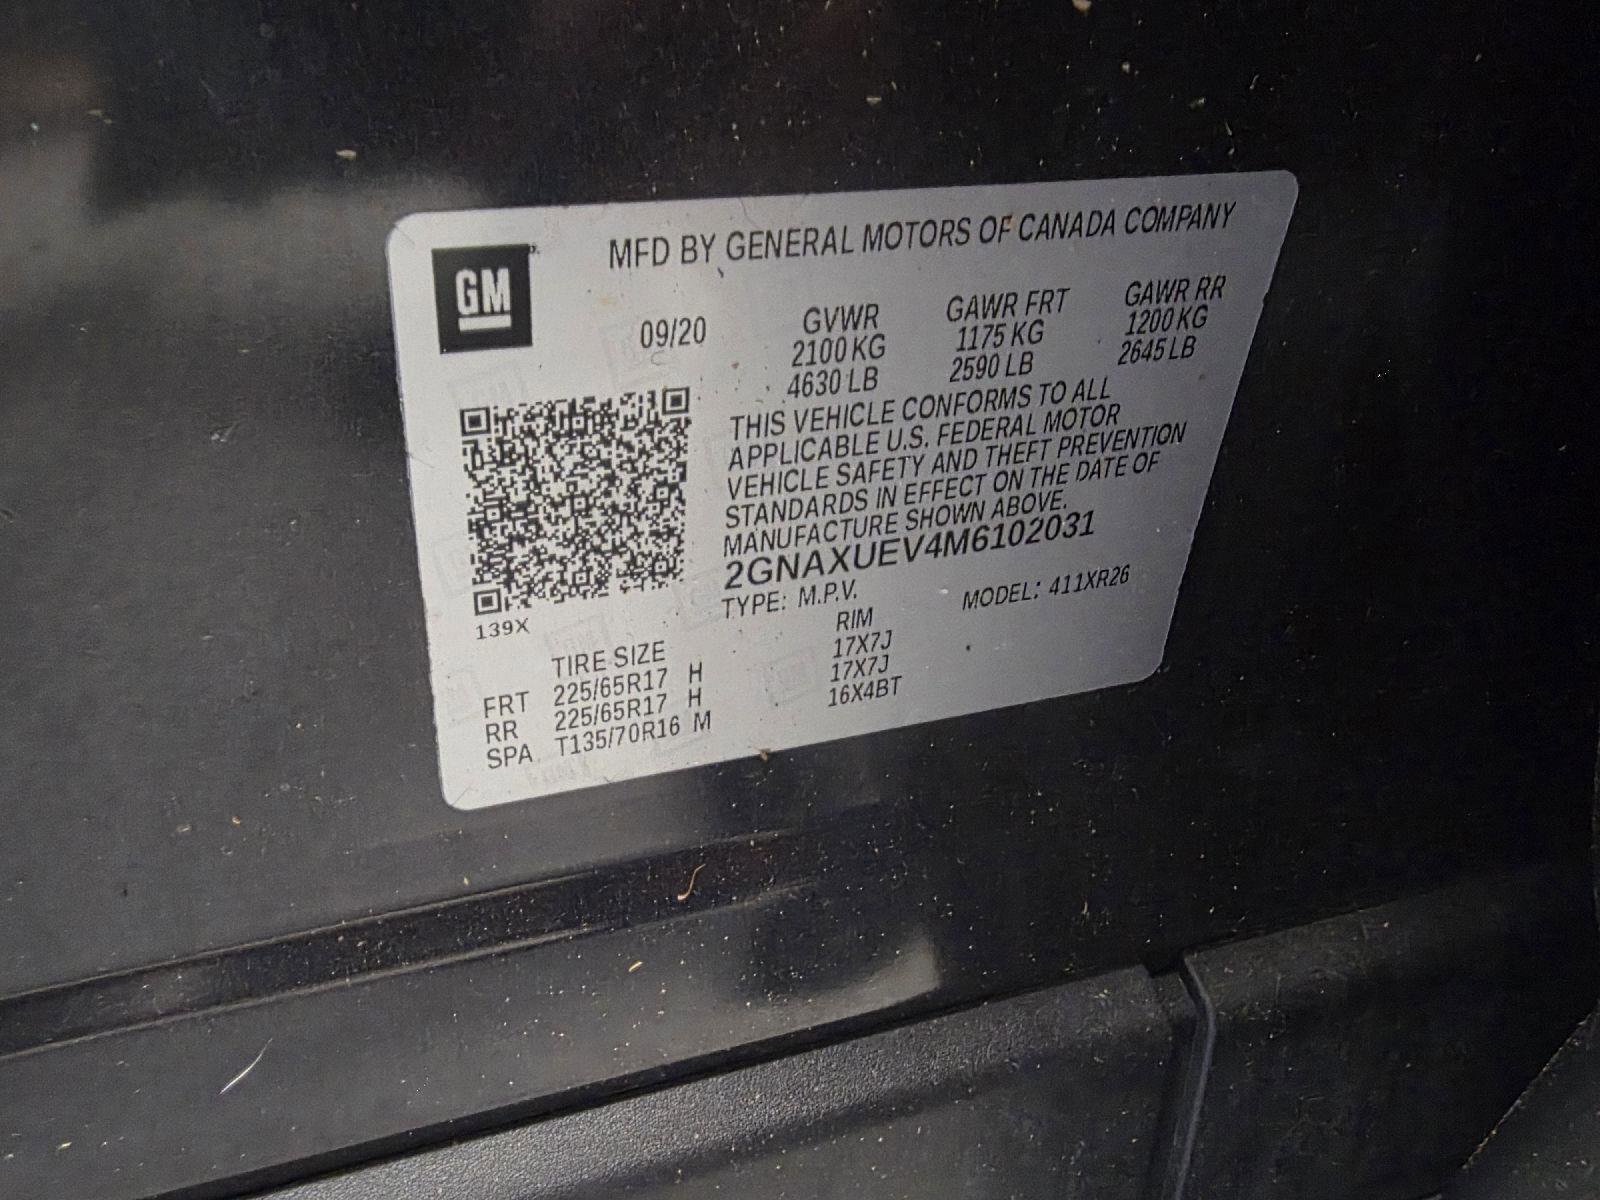 GM
MFD BY GENERAL MOTORS OF CANADA COMPANY
09/20
GVWR GAWR FRT GAWR RR
2100 KG 1175 KG 1200 KG
4630 LB 2590 LB 2645 LB
THIS VEHICLE CONFORMS TO ALL
APPLICABLE U.S. FEDERAL MOTOR
VEHICLE SAFETY AND THEFT PREVENTION
STANDARDS IN EFFECT ON THE DATE OF
MANUFACTURE SHOWN ABOVE.
2GNAXUEV4M6102031
TYPE: M.P.V. MODEL: 411XR26
139X
TIRE SIZE RIM
FRT 225/65R17 H 17X7J
RR 225/65R17 H 17X7J
SPA T135/70R16 M 16X4BT